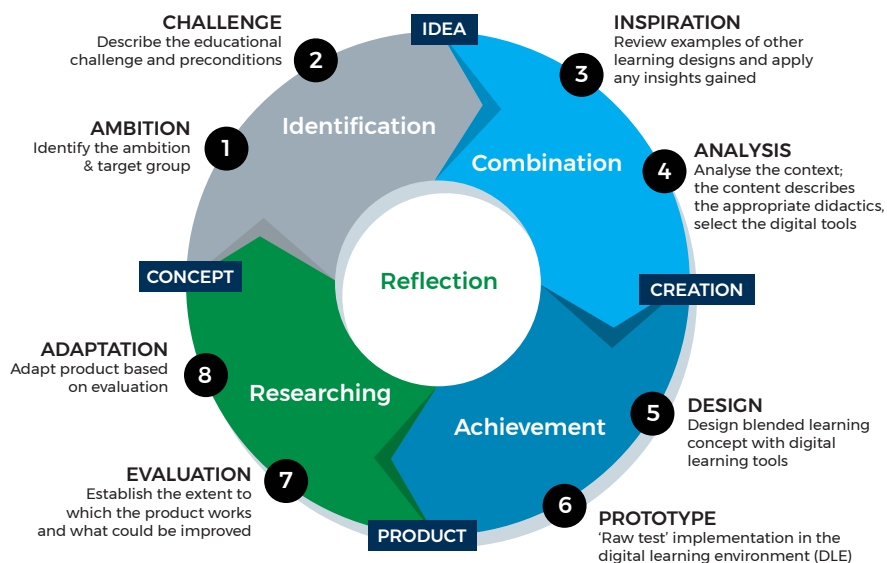 CHALLENGE
Describe the educational
challenge and preconditions
2
IDEA
INSPIRATION
Review examples of other
learning designs and apply
any insights gained
3
AMBITION
Identify the ambition
& target group
1
Identification
Combination
4
ANALYSIS
Analyse the context;
the content describes
the appropriate didactics,
select the digital tools
CONCEPT
Reflection
CREATION
ADAPTATION
Adapt product based
on evaluation
8
Researching
Achievement
5
DESIGN
Design blended learning
concept with digital
learning tools
EVALUATION
Establish the extent to
which the product works
and what could be improved
7
PRODUCT
6
PROTOTYPE
‘Raw test’ implementation in the
digital learning environment (DLE)